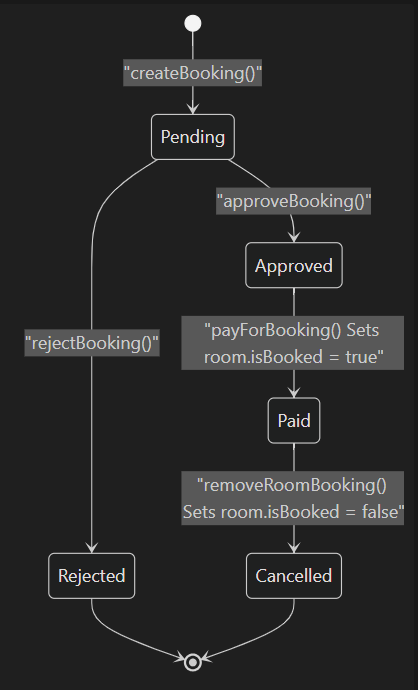 "createBooking()"
Pending
"approveBooking()"
Approved
"rejectBooking()"
"payForBooking() Sets
room.isBooked = true"
Paid
"removeRoomBooking()
Sets room.isBooked = false"
Rejected
Cancelled